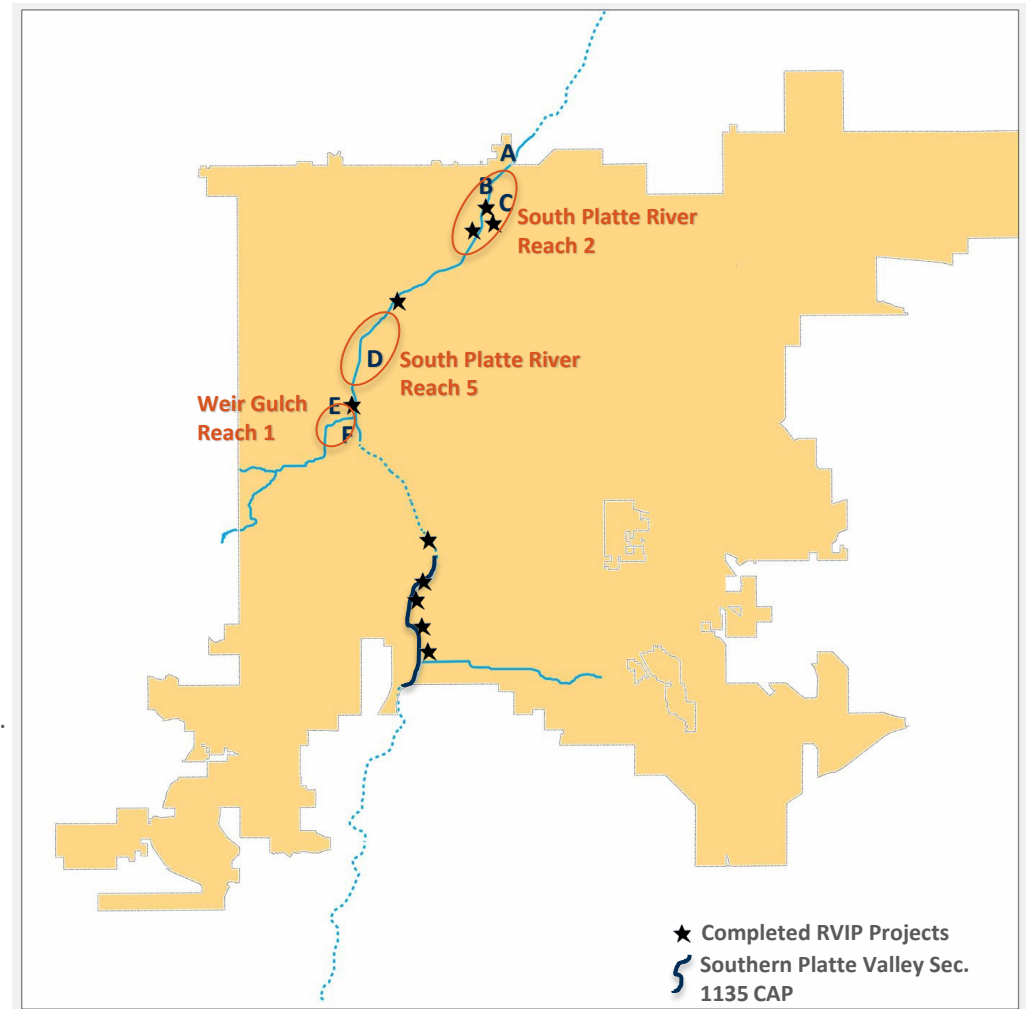 A
B
C
South Platte River
Reach 2
D
South Platte River
Reach 5
Weir Gulch
Reach 1
E
F
.
Completed RVIP Projects
Southern Platte Valley Sec.
1135 CAP